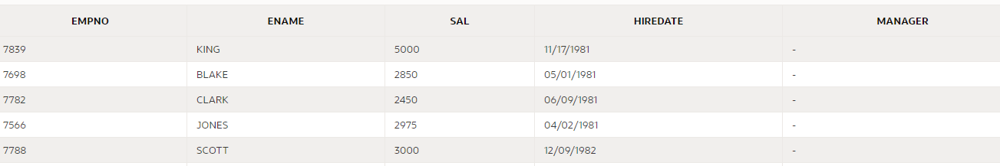 EMPNO ENAME SAL HIREDATE MANAGER
7839 KING 5000 11/17/1981 -
7698 BLAKE 2850 05/01/1981 -
7782 CLARK 2450 06/09/1981 -
7566 JONES 2975 04/02/1981 -
7788 SCOTT 3000 12/09/1982 -